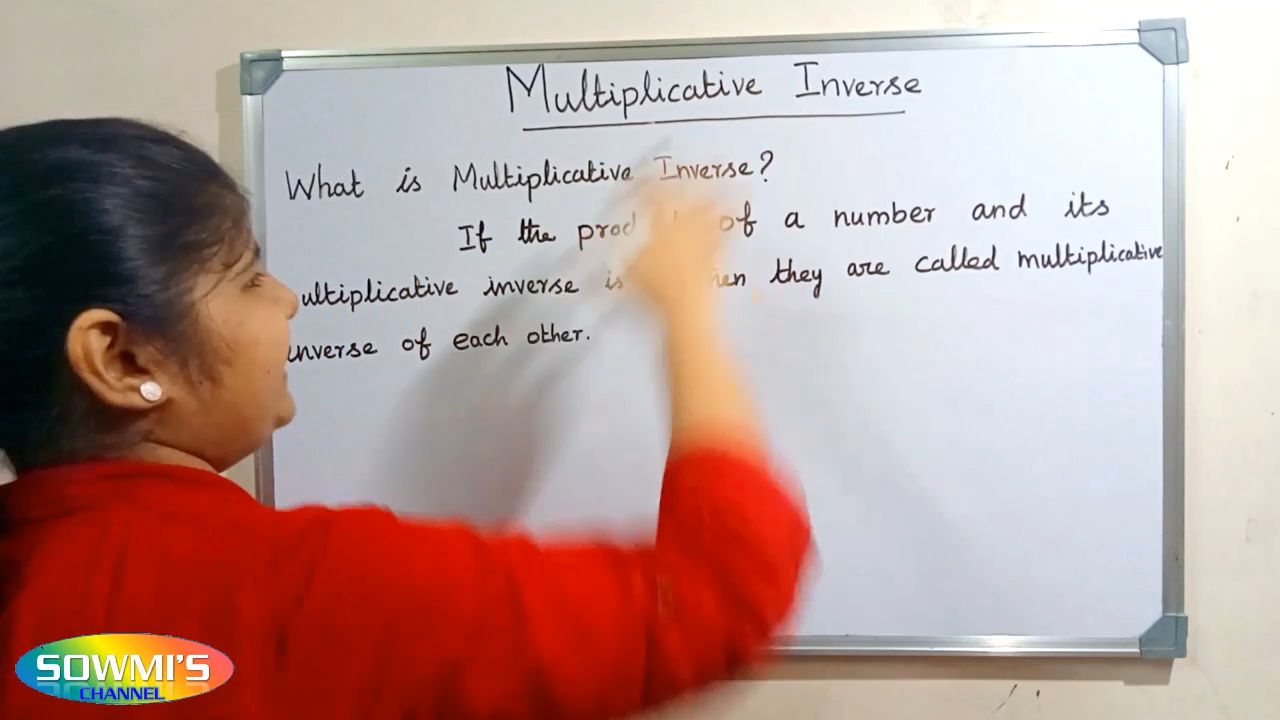 Multiplicative Inverse
What is Multiplicative Inverse?
If the prod of a number and its
ultiplicative inverse is they are called multiplicative
inverse of each other.
SOWMI'S
CHANNEL